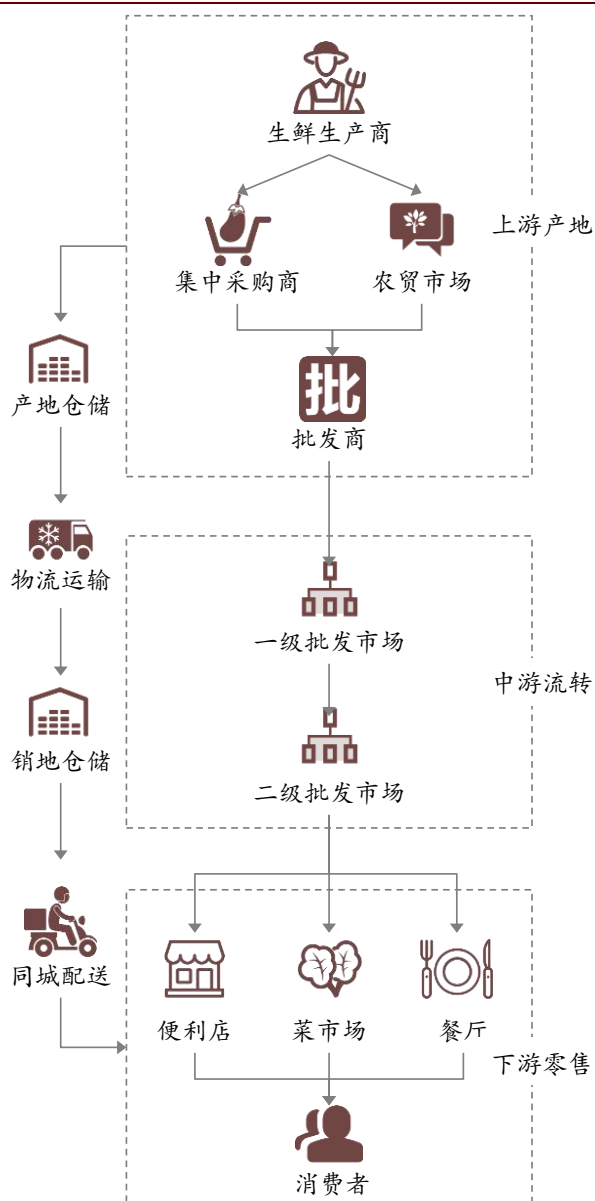 生鲜生产商
上游产地
集中采购商
农贸市场
产地仓储
批
批发商
物流运输
一级批发市场
中游流转
销地仓储
二级批发市场
同城配送
便利店
菜市场
餐厅
下游零售
消费者